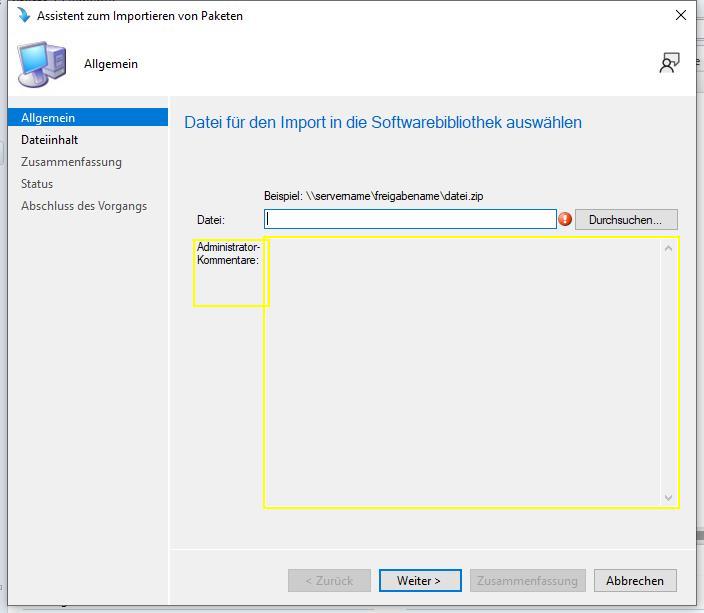 Assistent zum Importieren von Paketen
Allgemein
Allgemein
Dateiinhalt
Zusammenfassung
Status
Abschluss des Vorgangs
Datei für den Import in die Softwarebibliothek auswählen
Beispiel: \\servername\freigabename\datei.zip
Datei:
Durchsuchen...
Administrator-
Kommentare:
< Zurück
Weiter >
Zusammenfassung
Abbrechen